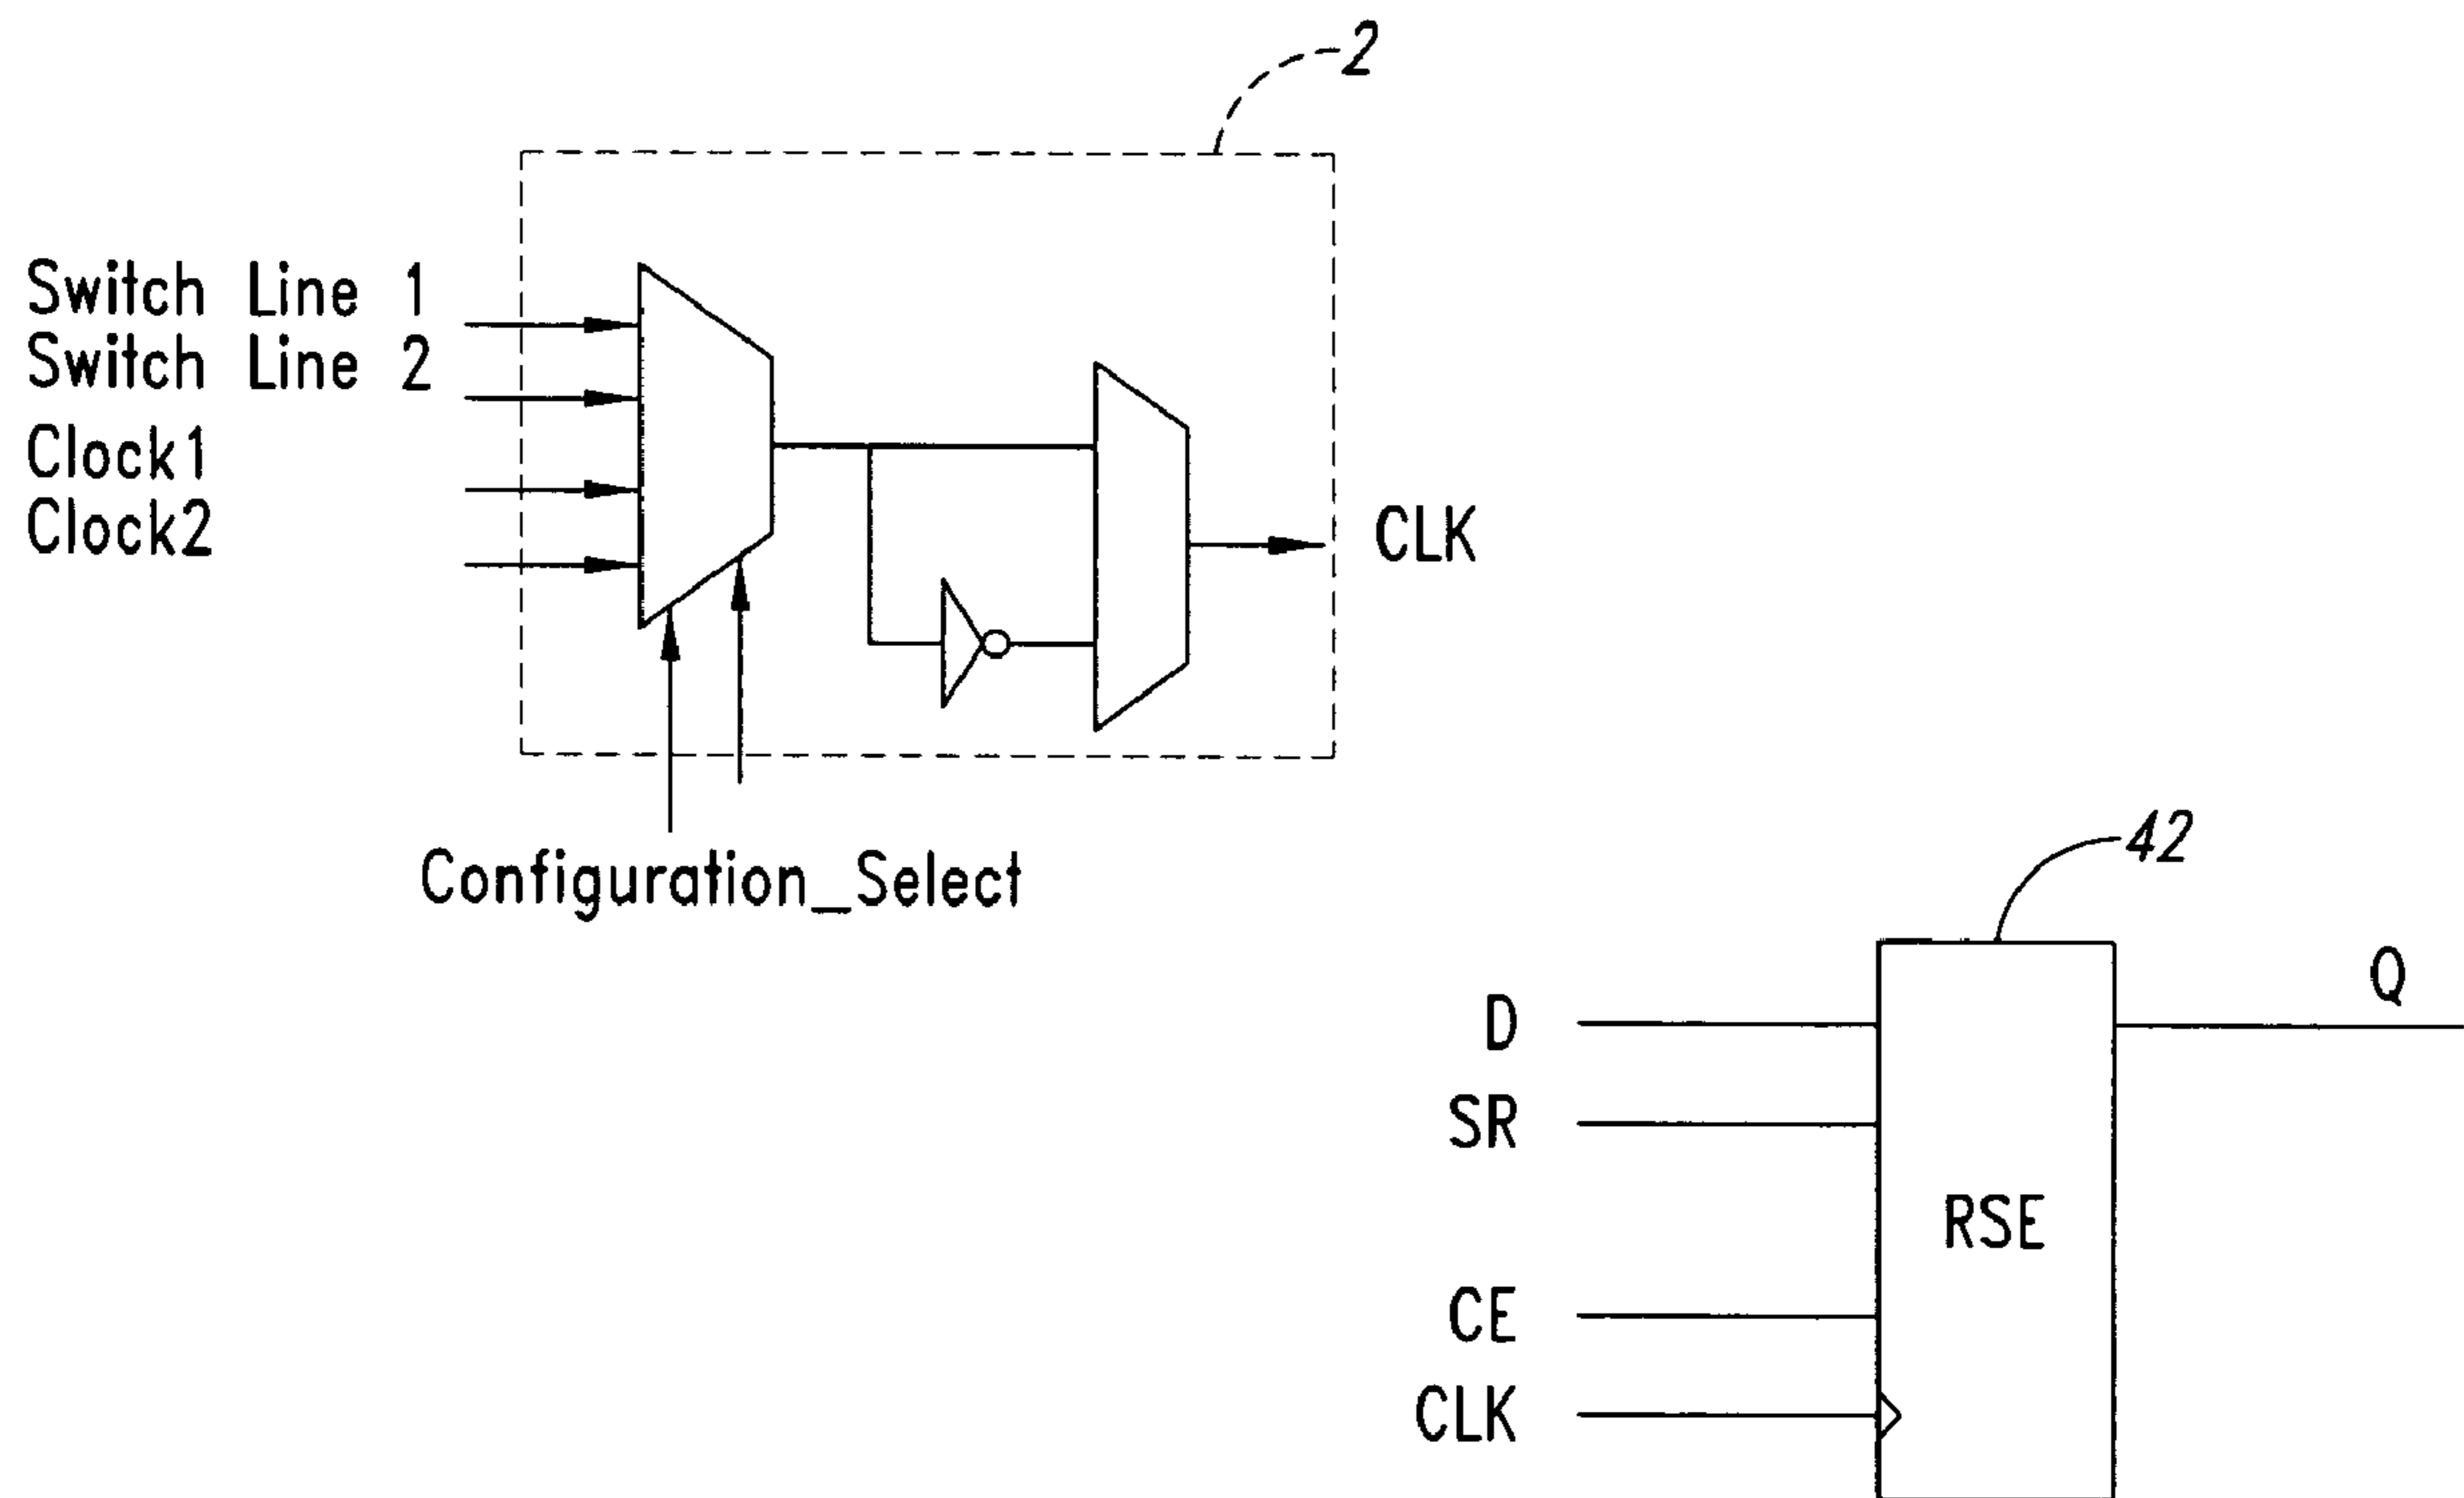 2
Switch Line 1
Switch Line 2
Clock1
Clock2
CLK
Configuration_Select
42
Q
D
SR
RSE
CE
CLK